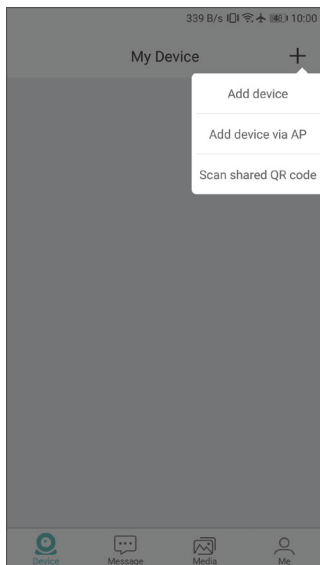 339 B/s 10:00
My Device
Add device
Add device via AP
Scan shared QR code
Device
Message
Media
Me